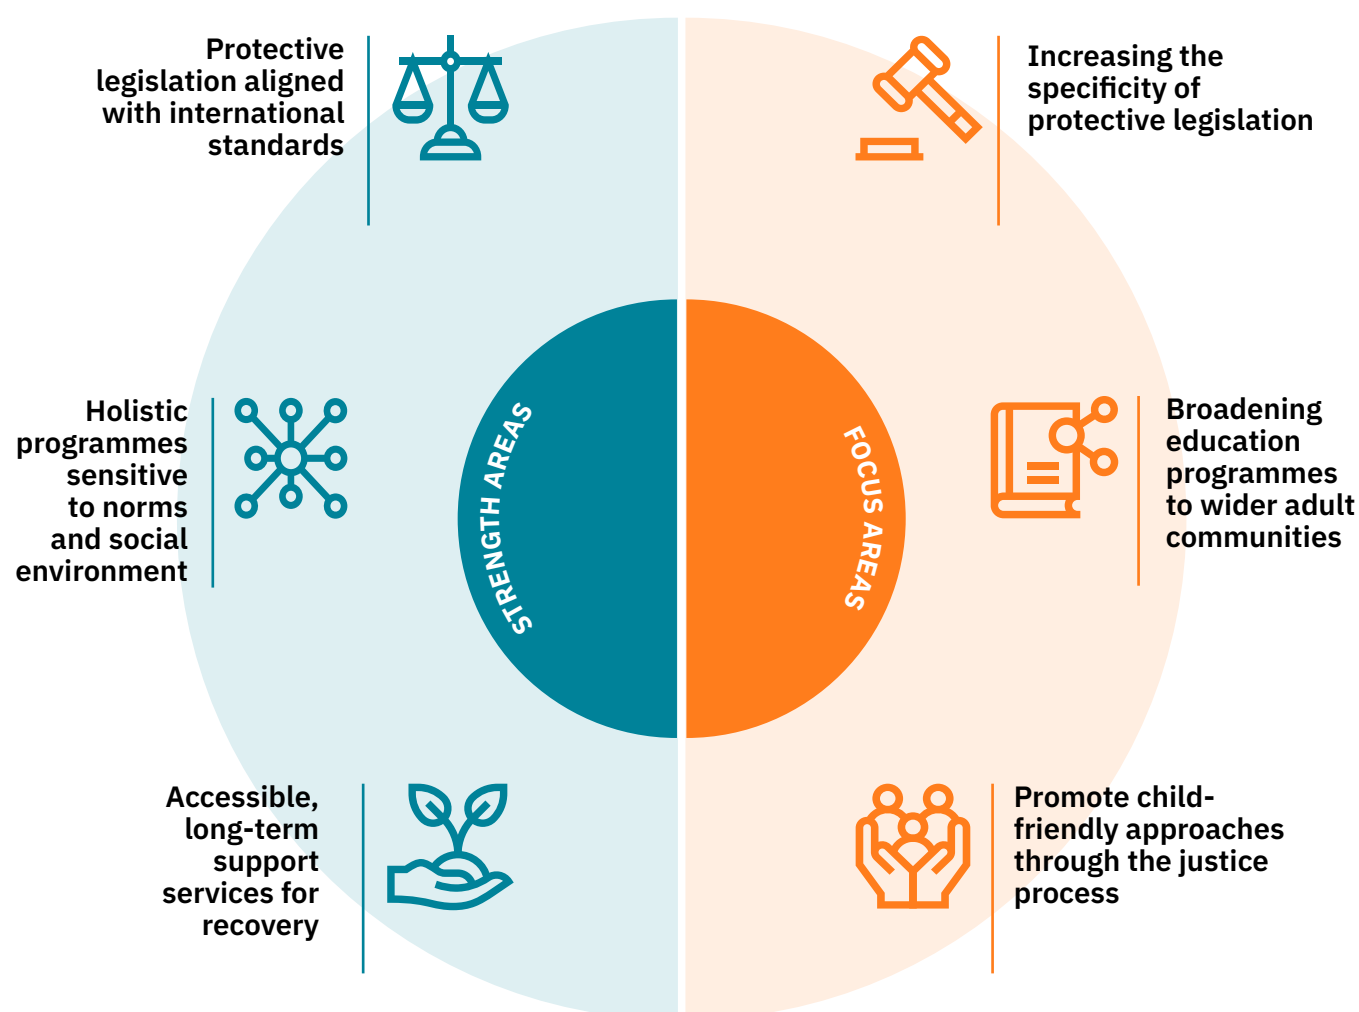 Protective
legislation aligned
with international
standards
Holistic
programmes
sensitive
to norms
and social
environment
Accessible,
long-term
support
services for
recovery
STRENGTH AREAS
FOCUS AREAS
Increasing the
specificity of
protective legislation
Broadening
education
programmes
to wider adult
communities
Promote child-
friendly approaches
through the justice
process